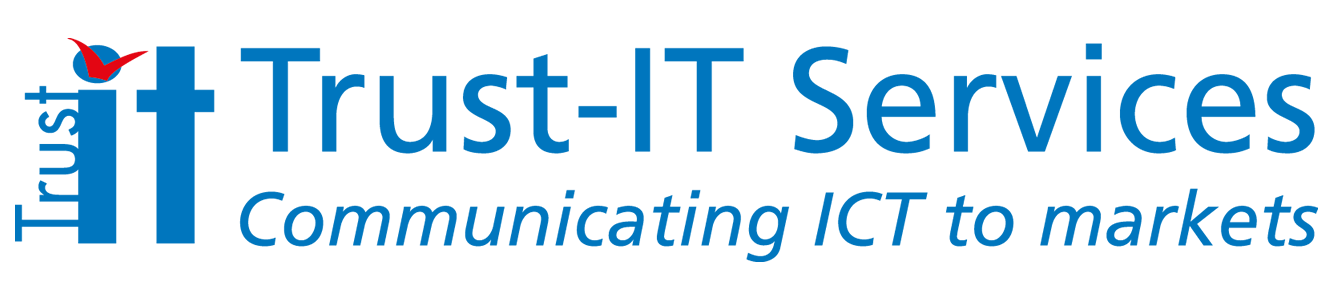 Trust it
Trust-IT Services
Communicating ICT to markets